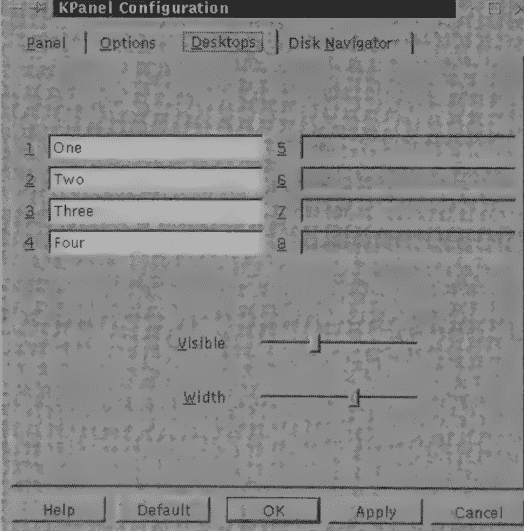 KPanel Configuration
Panel Options Desktops Disk Navigator
1 One 5
2 Two 6
3 Three 7
4 Four 8
Visible
Width
Help Default OK Apply Cancel